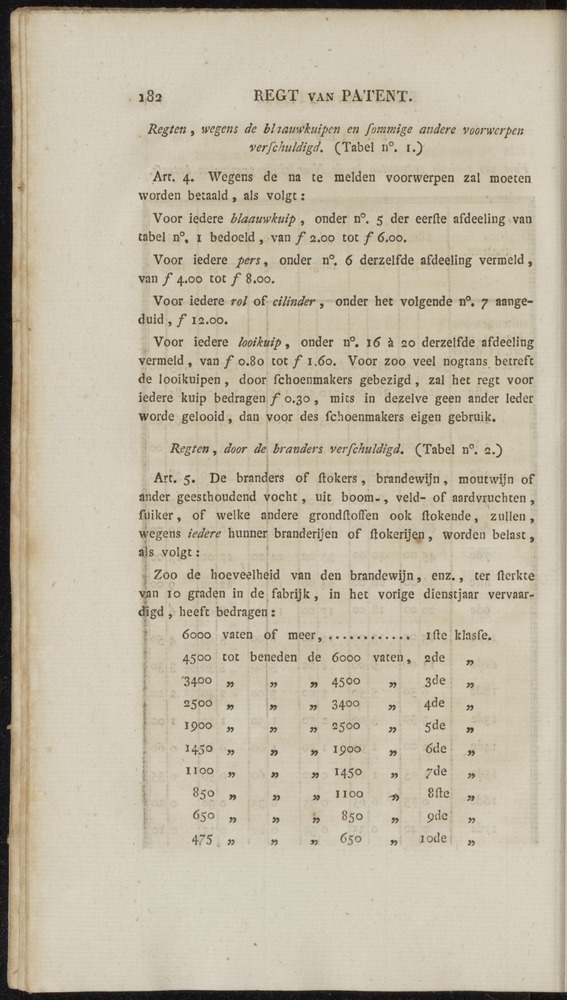 182 REGT VAN PATENT.
Regten, wegens de blaauwkuipen en ſommige andere voorwerpen
verſchuldigd. (Tabel nº. 1.)
Art. 4. Wegens de na te melden voorwerpen zal moeten
worden betaald, als volgt:
Voor iedere blaauwkuip, onder nº. 5 der eerſte afdeeling van
tabel nº. 1 bedoeld, van ƒ 2.00 tot ƒ 6.00.
Voor iedere pers, onder nº. 6 derzelfde afdeeling vermeld,
van ƒ 4.00 tot ƒ 8.00.
Voor iedere rol of cilinder, onder het volgende nº. 7 aange-
duid, ƒ 12.00.
Voor iedere looikuip, onder nº. 16 à 20 derzelfde afdeeling
vermeld, van ƒ 0.80 tot ƒ 1.60. Voor zoo veel nogtans betreft
de looikuipen, door ſchoenmakers gebezigd, zal het regt voor
iedere kuip bedragen ƒ 0.30, mits in dezelve geen ander leder
worde gelooid, dan voor des ſchoenmakers eigen gebruik.
Regten, door de branders verſchuldigd. (Tabel nº. 2.)
Art. 5. De branders of ſtokers, brandewijn, moutwijn of
ander geesthoudend vocht, uit boom-, veld- of aardvruchten,
ſuiker, of welke andere grondſtoffen ook ſtokende, zullen,
wegens iedere hunner branderijen of ſtokerijen, worden belast,
als volgt:
Zoo de hoeveelheid van den brandewijn, enz., ter ſterkte
van 10 graden in de fabrijk, in het vorige dienstjaar vervaar-
digd, heeft bedragen:
6000 vaten of meer, ............ 1ſte klasſe.
4500 tot beneden de 6000 vaten, 2de „
3400 „ „ „ 4500 „ 3de „
2500 „ „ „ 3400 „ 4de „
1900 „ „ „ 2500 „ 5de „
1450 „ „ „ 1900 „ 6de „
1100 „ „ „ 1450 „ 7de „
850 „ „ „ 1100 „ 8ſte „
650 „ „ „ 850 „ 9de „
475 „ „ „ 650 „ 10de „